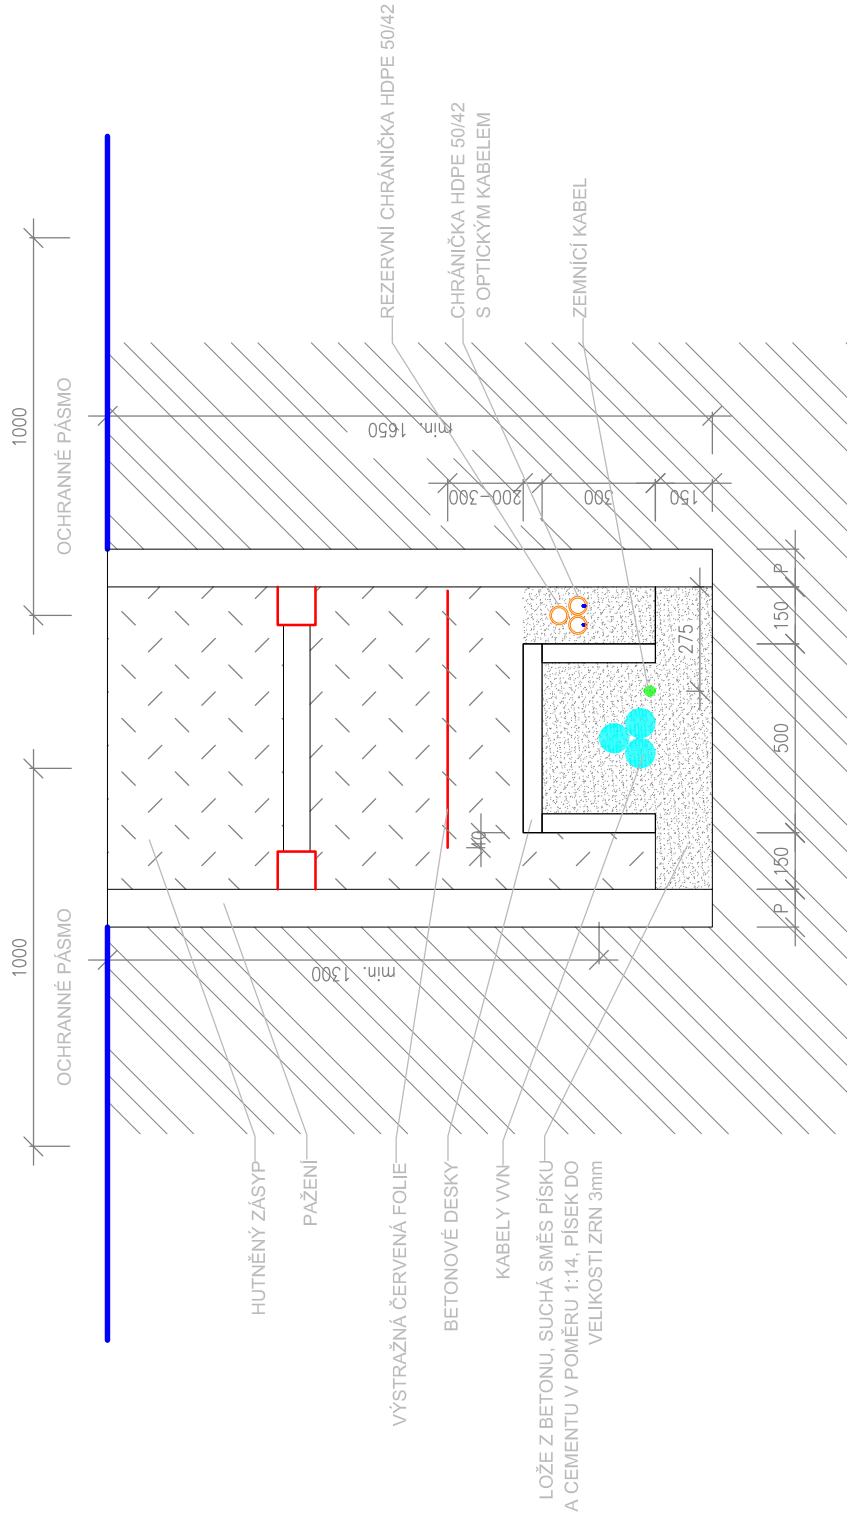 1000
OCHRANNÉ PÁSMO
1000
OCHRANNÉ PÁSMO
HUTNĚNÝ ZÁSYP
PAŽENÍ
VÝSTRAŽNÁ ČERVENÁ FOLIE
BETONOVÉ DESKY
KABELY VVN
LOŽE Z BETONU, SUCHÁ SMĚS PÍSKU
A CEMENTU V POMĚRU 1:14, PÍSEK DO
VELIKOSTI ZRN 3mm
REZERVNÍ CHRÁNIČKA HDPE 50/42
CHRÁNIČKA HDPE 50/42
S OPTICKÝM KABELEM
ZEMNÍCÍ KABEL
min. 1300
min. 1650
200-300
300
150
40
275
P
150
500
150
P